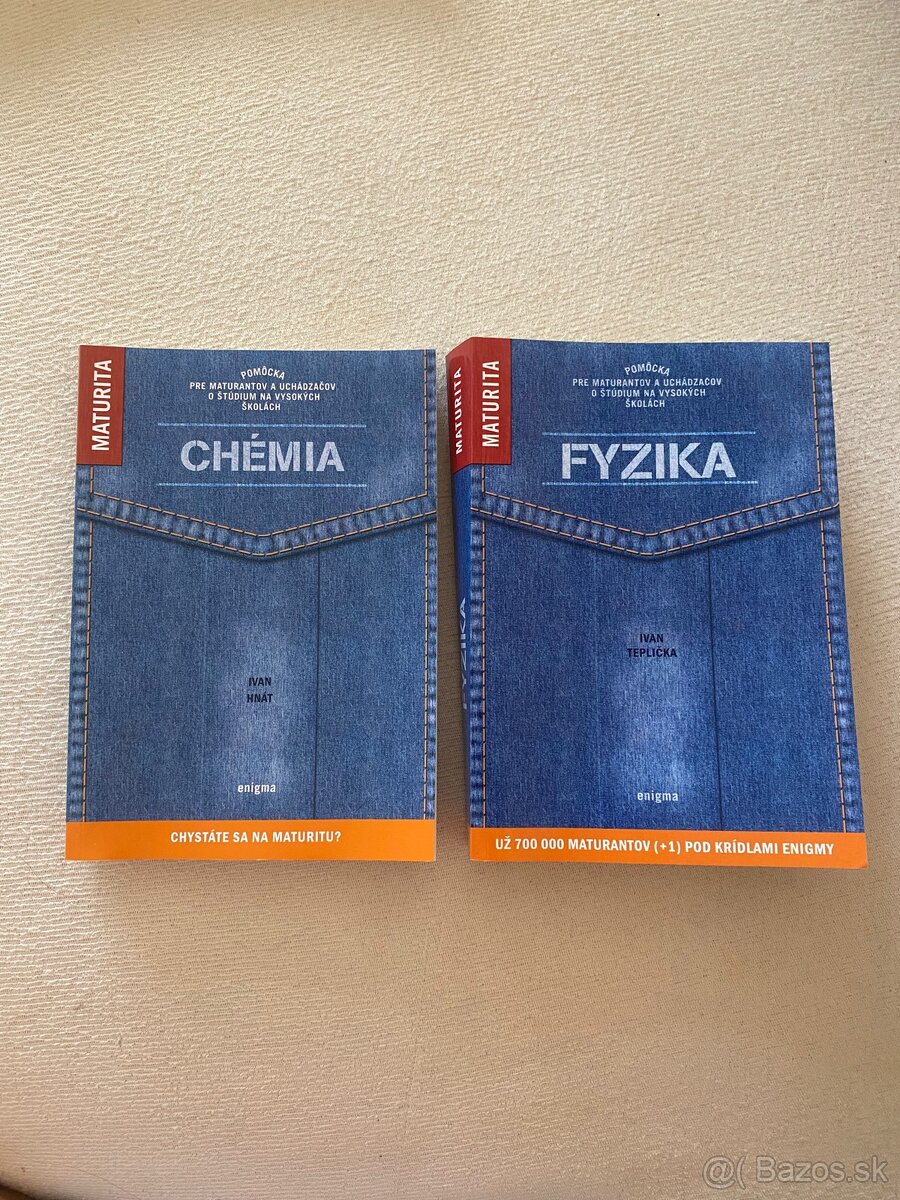 MATURITA
POMÔCKA
PRE MATURANTOV A UCHÁDZAČOV
O ŠTÚDIUM NA VYSOKÝCH
ŠKOLÁCH
CHÉMIA
IVAN
HNÁT
enigma
CHYSTÁTE SA NA MATURITU?
MATURITA
MATURITA
POMÔCKA
PRE MATURANTOV A UCHÁDZAČOV
O ŠTÚDIUM NA VYSOKÝCH
ŠKOLÁCH
FYZIKA
IVAN
TEPLIČKA
enigma
UŽ 700 000 MATURANTOV (+1) POD KRÍDLAMI ENIGMY
@( Bazos.sk